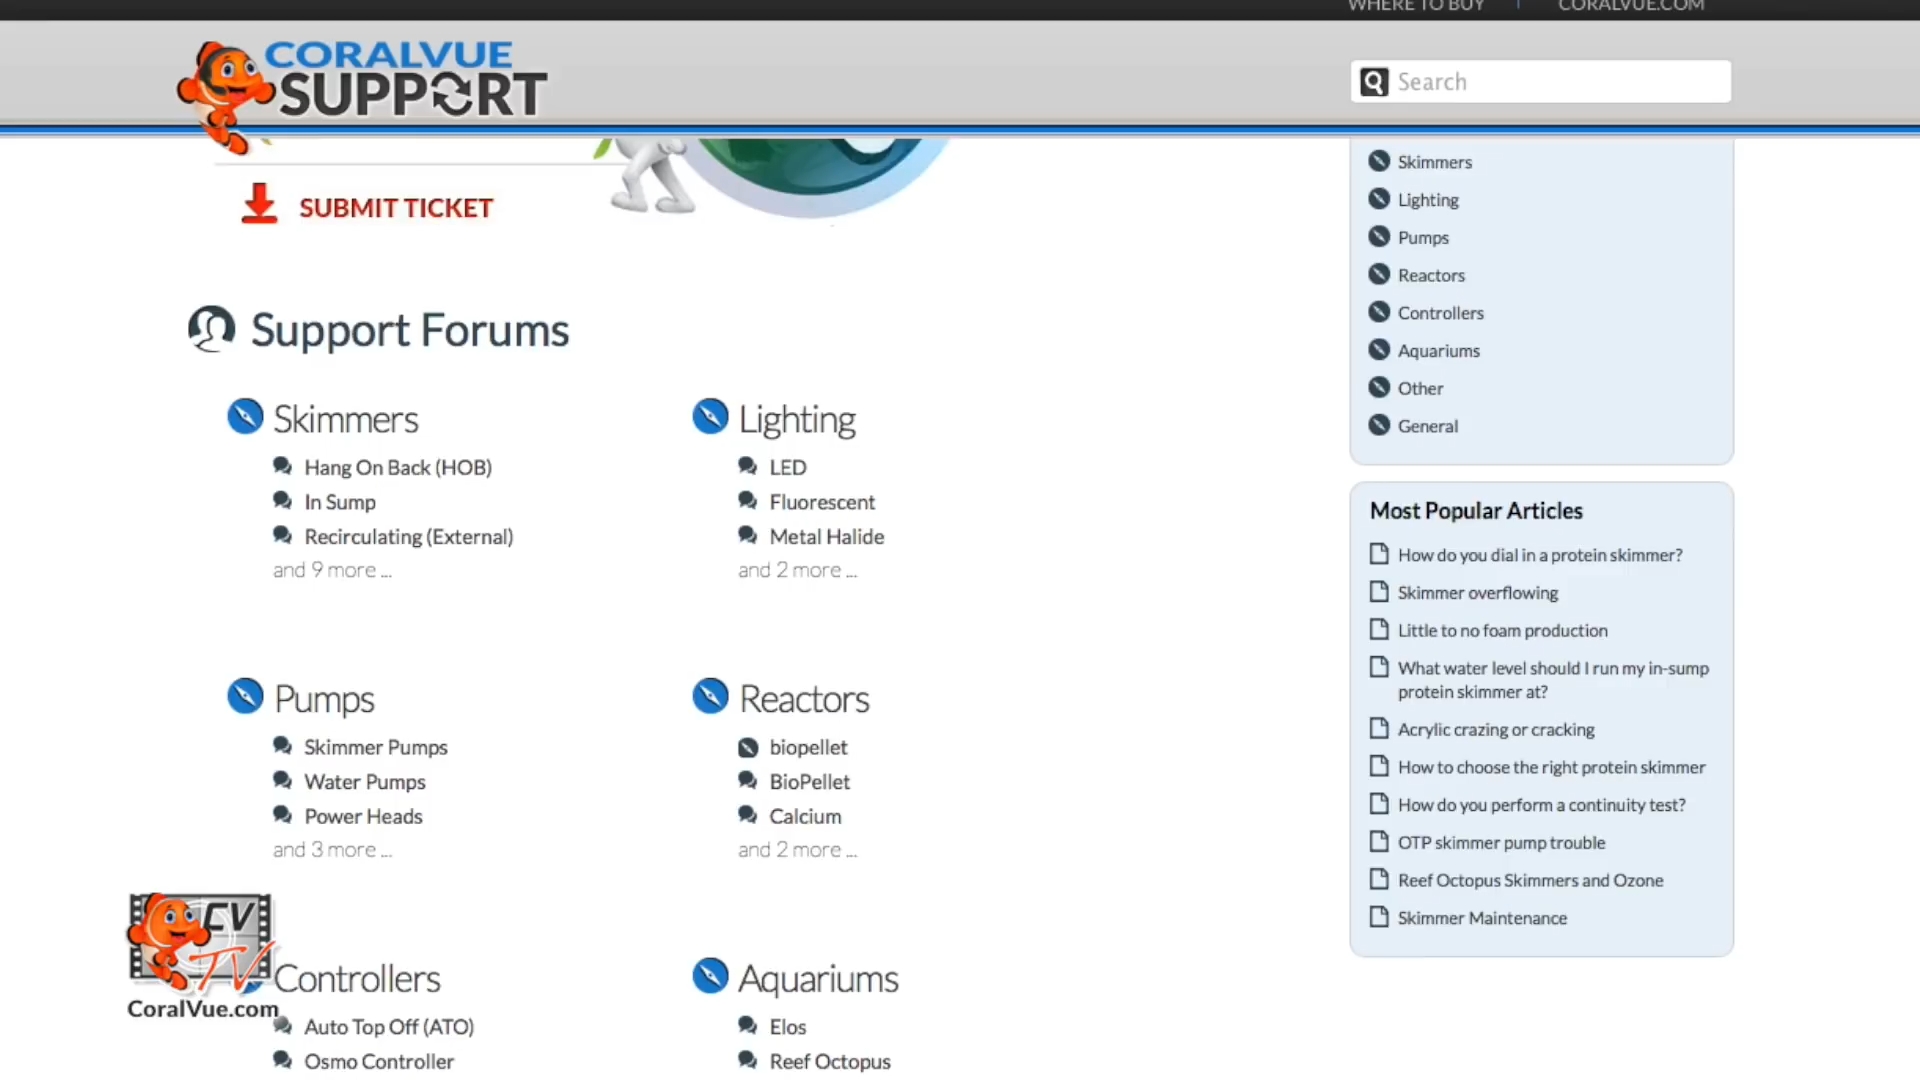 WHERE TO BUY | CORALVUE.COM
CORALVUE
SUPPORT
Search
SUBMIT TICKET
Support Forums
Skimmers
Hang On Back (HOB)
In Sump
Recirculating (External)
and 9 more ...
Lighting
LED
Fluorescent
Metal Halide
and 2 more ...
Pumps
Skimmer Pumps
Water Pumps
Power Heads
and 3 more ...
Reactors
biopellet
BioPellet
Calcium
and 2 more ...
Controllers
Auto Top Off (ATO)
Osmo Controller
Aquariums
Elos
Reef Octopus
CV
TV
CoralVue.com
Skimmers
Lighting
Pumps
Reactors
Controllers
Aquariums
Other
General
Most Popular Articles
How do you dial in a protein skimmer?
Skimmer overflowing
Little to no foam production
What water level should I run my in-sump
protein skimmer at?
Acrylic crazing or cracking
How to choose the right protein skimmer
How do you perform a continuity test?
OTP skimmer pump trouble
Reef Octopus Skimmers and Ozone
Skimmer Maintenance